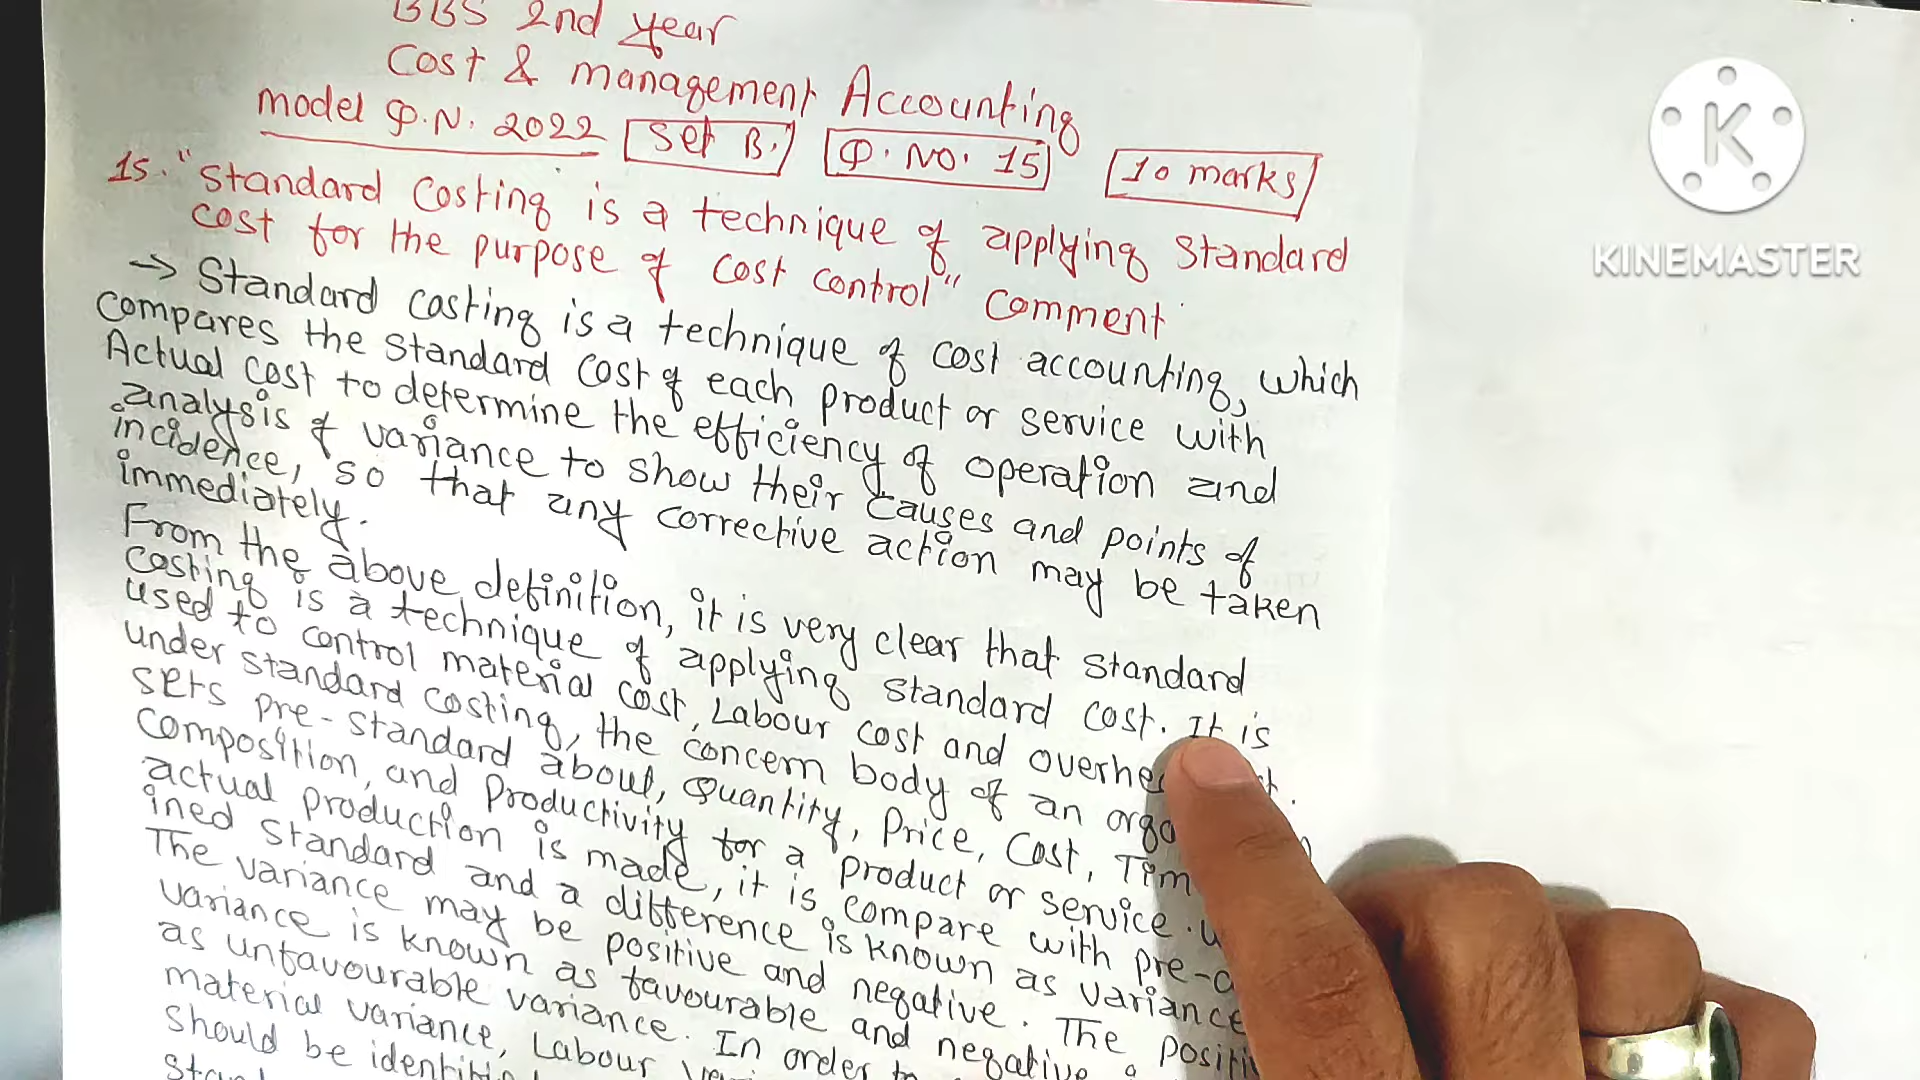 BBS 2nd year
Cost & management Accounting
model Q.N. 2022 Set B. Q. NO. 15 10 marks
15. "Standard Costing is a technique of applying Standard
cost for the purpose of cost control" Comment
→ Standard costing is a technique of cost accounting, which
compares the standard cost of each product or service with
Actual cost to determine the efficiency of operation and
analysis of variance to show their causes and points of
incidence, so that any corrective action may be taken
immediately.
From the above definition, it is very clear that standard
costing is a technique of applying standard cost. It is
used to control material cost, Labour cost and
under standard costing, the concern body of an
sets pre-standard about, Quantity, Price, Cost,
composition, and productivity for a product or service.
actual production is made, it is compare with
ined standard and a difference is known as variance
The variance may be positive and negative. The
variance is known as favourable and negative
as unfavourable variance. In order to
material variance, Labour
should be
KINEMASTER